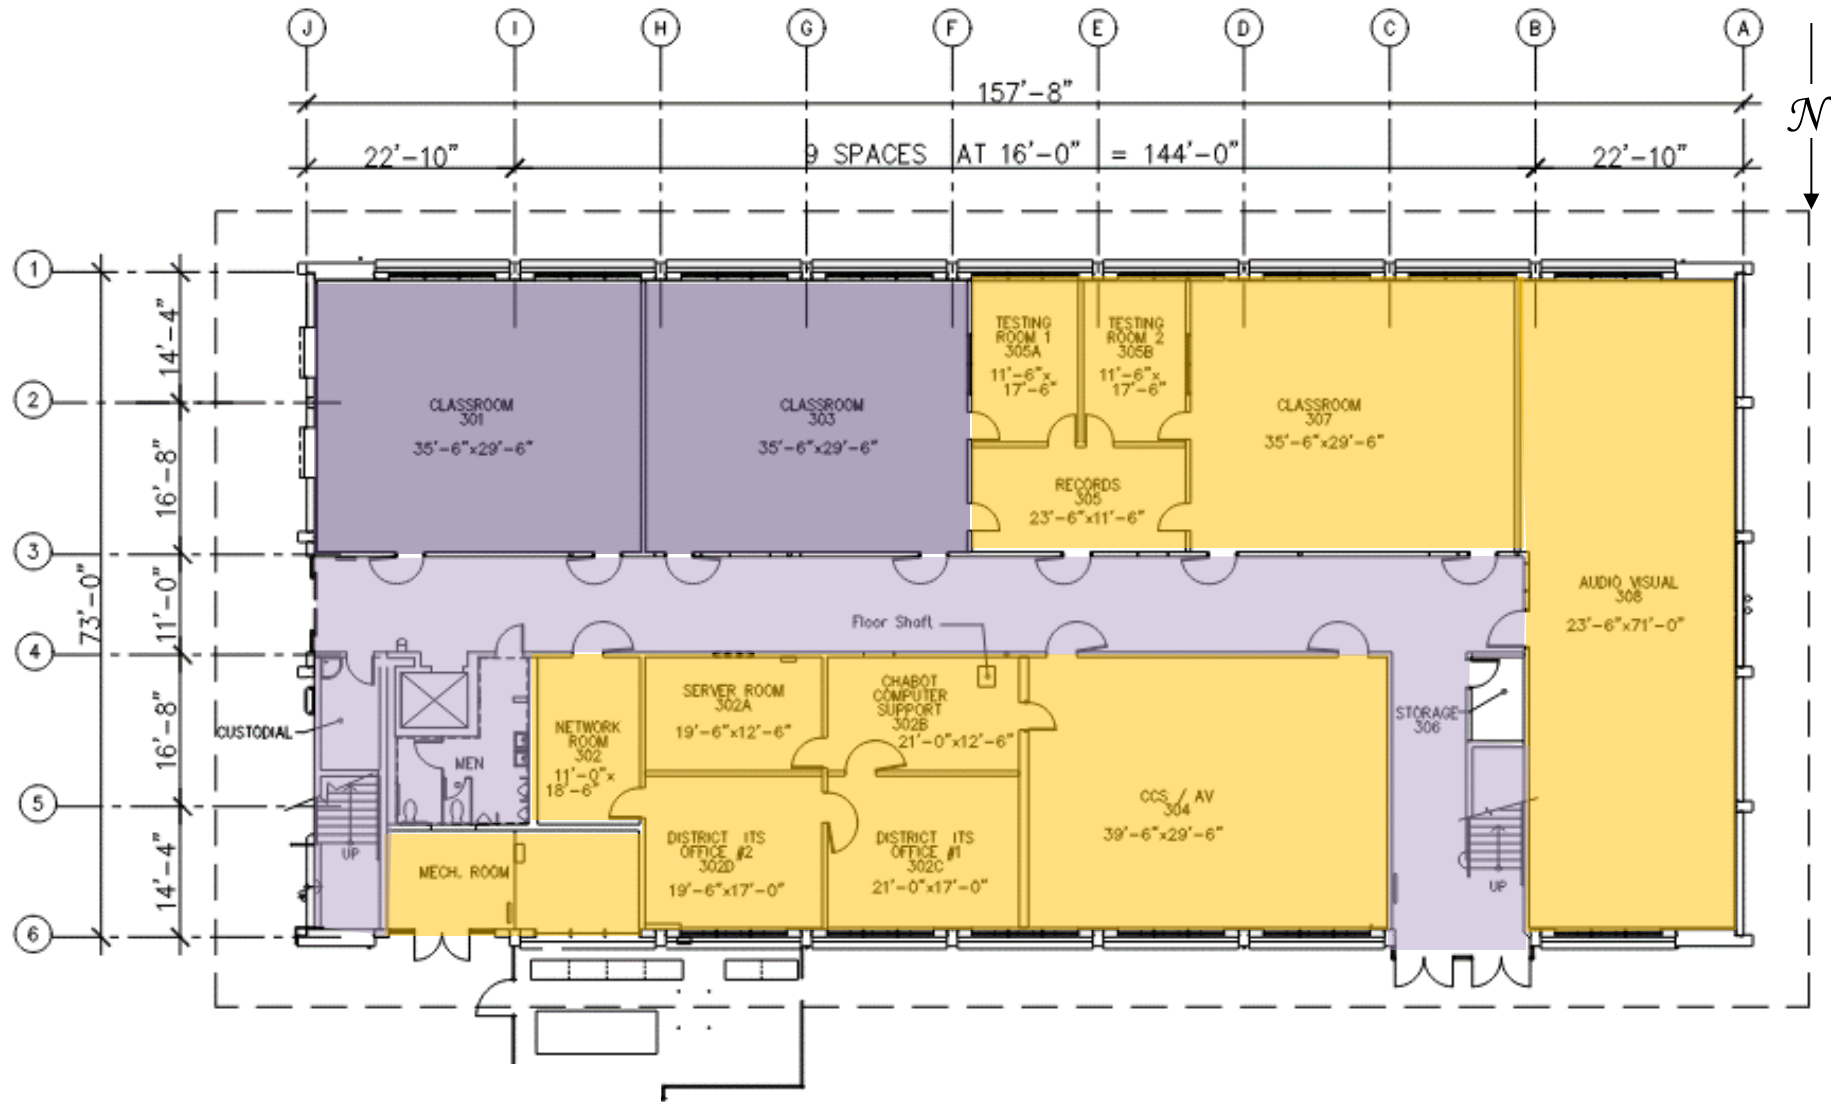 J I H G F E D C B A
157'-8"
N
22'-10" 9 SPACES AT 16'-0" = 144'-0" 22'-10"
1
14'-4"
2
16'-8"
3
73'-0"
11'-0"
4
16'-8"
5
14'-4"
6
CLASSROOM
301
35'-6"x29'-6"
CLASSROOM
303
35'-6"x29'-6"
TESTING
ROOM 1
305A
11'-6"x
17'-6"
TESTING
ROOM 2
305B
11'-6"x
17'-6"
RECORDS
305
23'-6"x11'-6"
CLASSROOM
307
35'-6"x29'-6"
AUDIO VISUAL
308
23'-6"x71'-0"
Floor Shaft
CUSTODIAL
MEN
UP
MECH. ROOM
NETWORK
ROOM
302
11'-0"x
18'-6"
SERVER ROOM
302A
19'-6"x12'-6"
CHABOT
COMPUTER
SUPPORT
302B
21'-0"x12'-6"
DISTRICT ITS
OFFICE #2
302D
19'-6"x17'-0"
DISTRICT ITS
OFFICE #1
302C
21'-0"x17'-0"
CCS / AV
304
39'-6"x29'-6"
STORAGE
306
UP